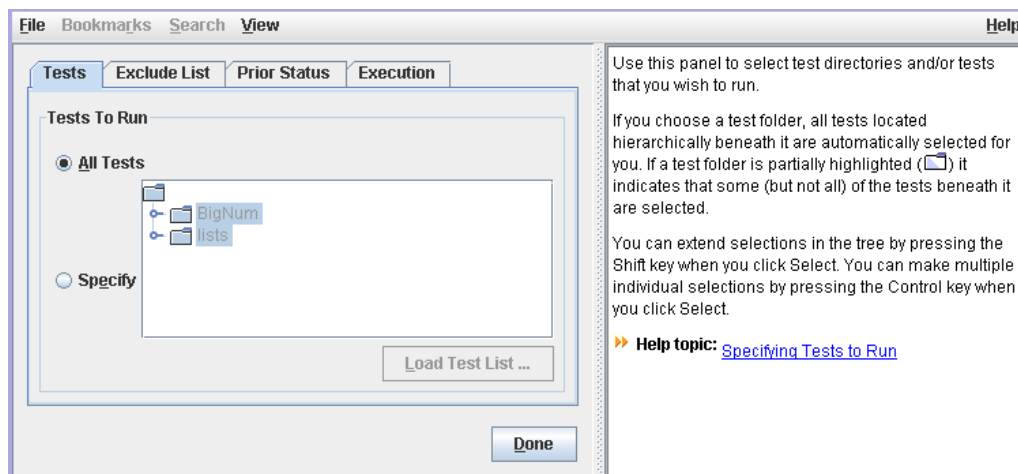 File Bookmarks Search View Help
Tests Exclude List Prior Status Execution
Tests To Run
All Tests
BigNum
lists
Specify
Load Test List ...
Done
Use this panel to select test directories and/or tests
that you wish to run.
If you choose a test folder, all tests located
hierarchically beneath it are automatically selected for
you. If a test folder is partially highlighted ( ) it
indicates that some (but not all) of the tests beneath it
are selected.
You can extend selections in the tree by pressing the
Shift key when you click Select. You can make multiple
individual selections by pressing the Control key when
you click Select.
Help topic: Specifying Tests to Run